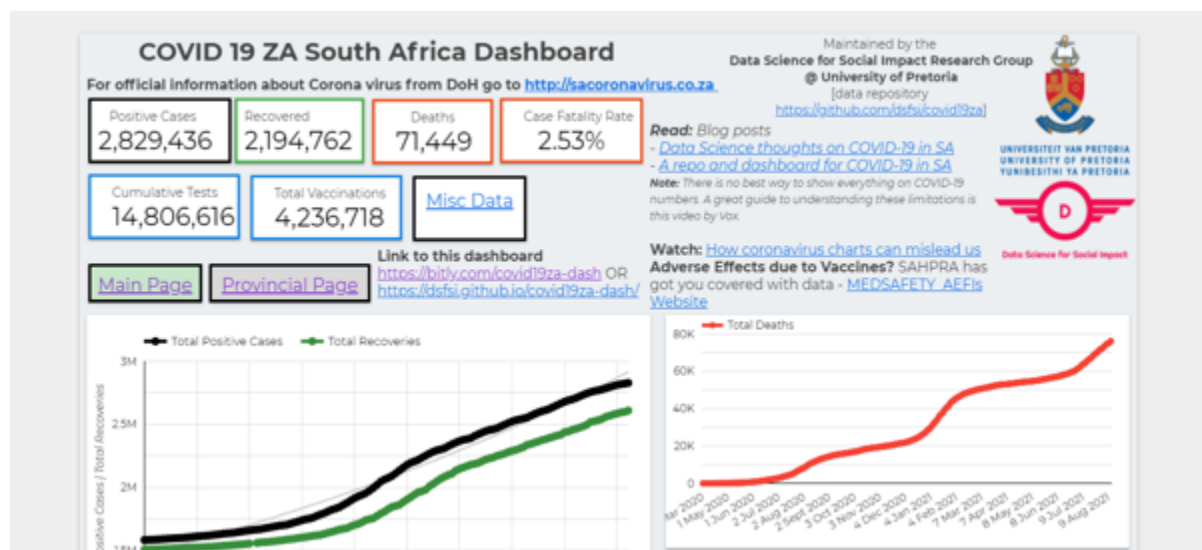 COVID 19 ZA South Africa Dashboard
For official information about Corona virus from DoH go to http://sacoronavirus.co.za
Positive Cases
2,829,436
Recovered
2,194,762
Deaths
71,449
Case Fatality Rate
2.53%
Cumulative Tests
14,806,616
Total Vaccinations
4,236,718
Misc Data
Main Page
Provincial Page
Link to this dashboard
https://bitly.com/covid19za-dash OR
https://dsfsi.github.io/covid19za-dash/
Maintained by the
Data Science for Social Impact Research Group
@ University of Pretoria
[data repository
https://github.com/dsfsi/covid19za]
Read: Blog posts
- Data Science thoughts on COVID-19 in SA
- A repo and dashboard for COVID-19 in SA
Note: There is no best way to show everything on COVID-19
numbers. A great guide to understanding these limitations is
this video by Vox.
Watch: How coronavirus charts can mislead us
Adverse Effects due to Vaccines? SAHPRA has
got you covered with data - MEDSAFETY AEFIs
Website
UNIVERSITEIT VAN PRETORIA
UNIVERSITY OF PRETORIA
YUNIBESITHI YA PRETORIA
D
Data Science for Social Impact
Total Positive Cases
Total Recoveries
3M
2.5M
2M
1.5M
Positive Cases / Total Recoveries
Total Deaths
80K
60K
40K
20K
0
Mar 2020
1 May 2020
1 Jun 2020
2 Jul 2020
2 Aug 2020
2 Sept 2020
3 Oct 2020
3 Nov 2020
4 Dec 2020
4 Jan 2021
4 Feb 2021
7 Mar 2021
7 Apr 2021
8 May 2021
8 Jun 2021
9 Jul 2021
9 Aug 2021